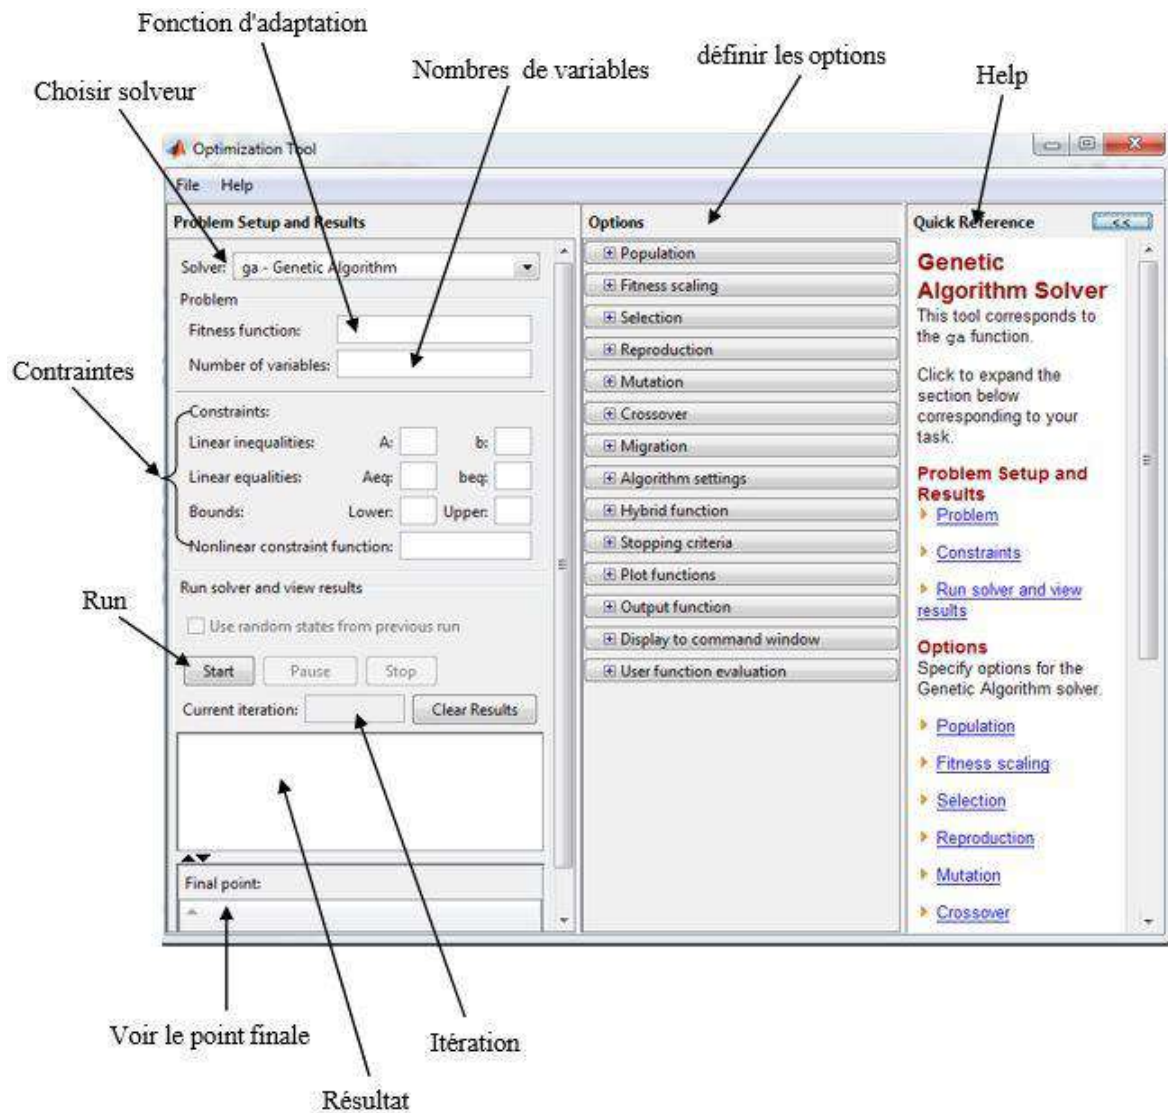 Fonction d'adaptation
Nombres de variables
définir les options
Help
Choisir solveur
Optimization Tool
File Help
Problem Setup and Results
Solver: ga - Genetic Algorithm
Problem
Fitness function:
Number of variables:
Contraintes
Constraints:
Linear inequalities: A: b:
Linear equalities: Aeq: beq:
Bounds: Lower: Upper:
Nonlinear constraint function:
Run solver and view results
Run
Use random states from previous run
Start Pause Stop
Current iteration: Clear Results
Final point:
Options
Population
Fitness scaling
Selection
Reproduction
Mutation
Crossover
Migration
Algorithm settings
Hybrid function
Stopping criteria
Plot functions
Output function
Display to command window
User function evaluation
Quick Reference <<
Genetic
Algorithm Solver
This tool corresponds to
the ga function.
Click to expand the
section below
corresponding to your
task.
Problem Setup and
Results
Problem
Constraints
Run solver and view
results
Options
Specify options for the
Genetic Algorithm solver.
Population
Fitness scaling
Selection
Reproduction
Mutation
Crossover
Voir le point finale
Itération
Résultat